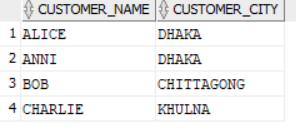 CUSTOMER_NAME CUSTOMER_CITY
1 ALICE DHAKA
2 ANNI DHAKA
3 BOB CHITTAGONG
4 CHARLIE KHULNA